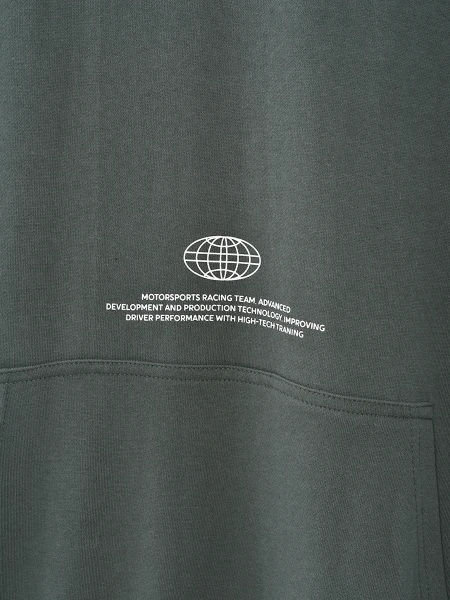 MOTORSPORTS RACING TEAM, ADVANCED
DEVELOPMENT AND PRODUCTION TECHNOLOGY, IMPROVING
DRIVER PERFORMANCE WITH HIGH-TECH TRANING